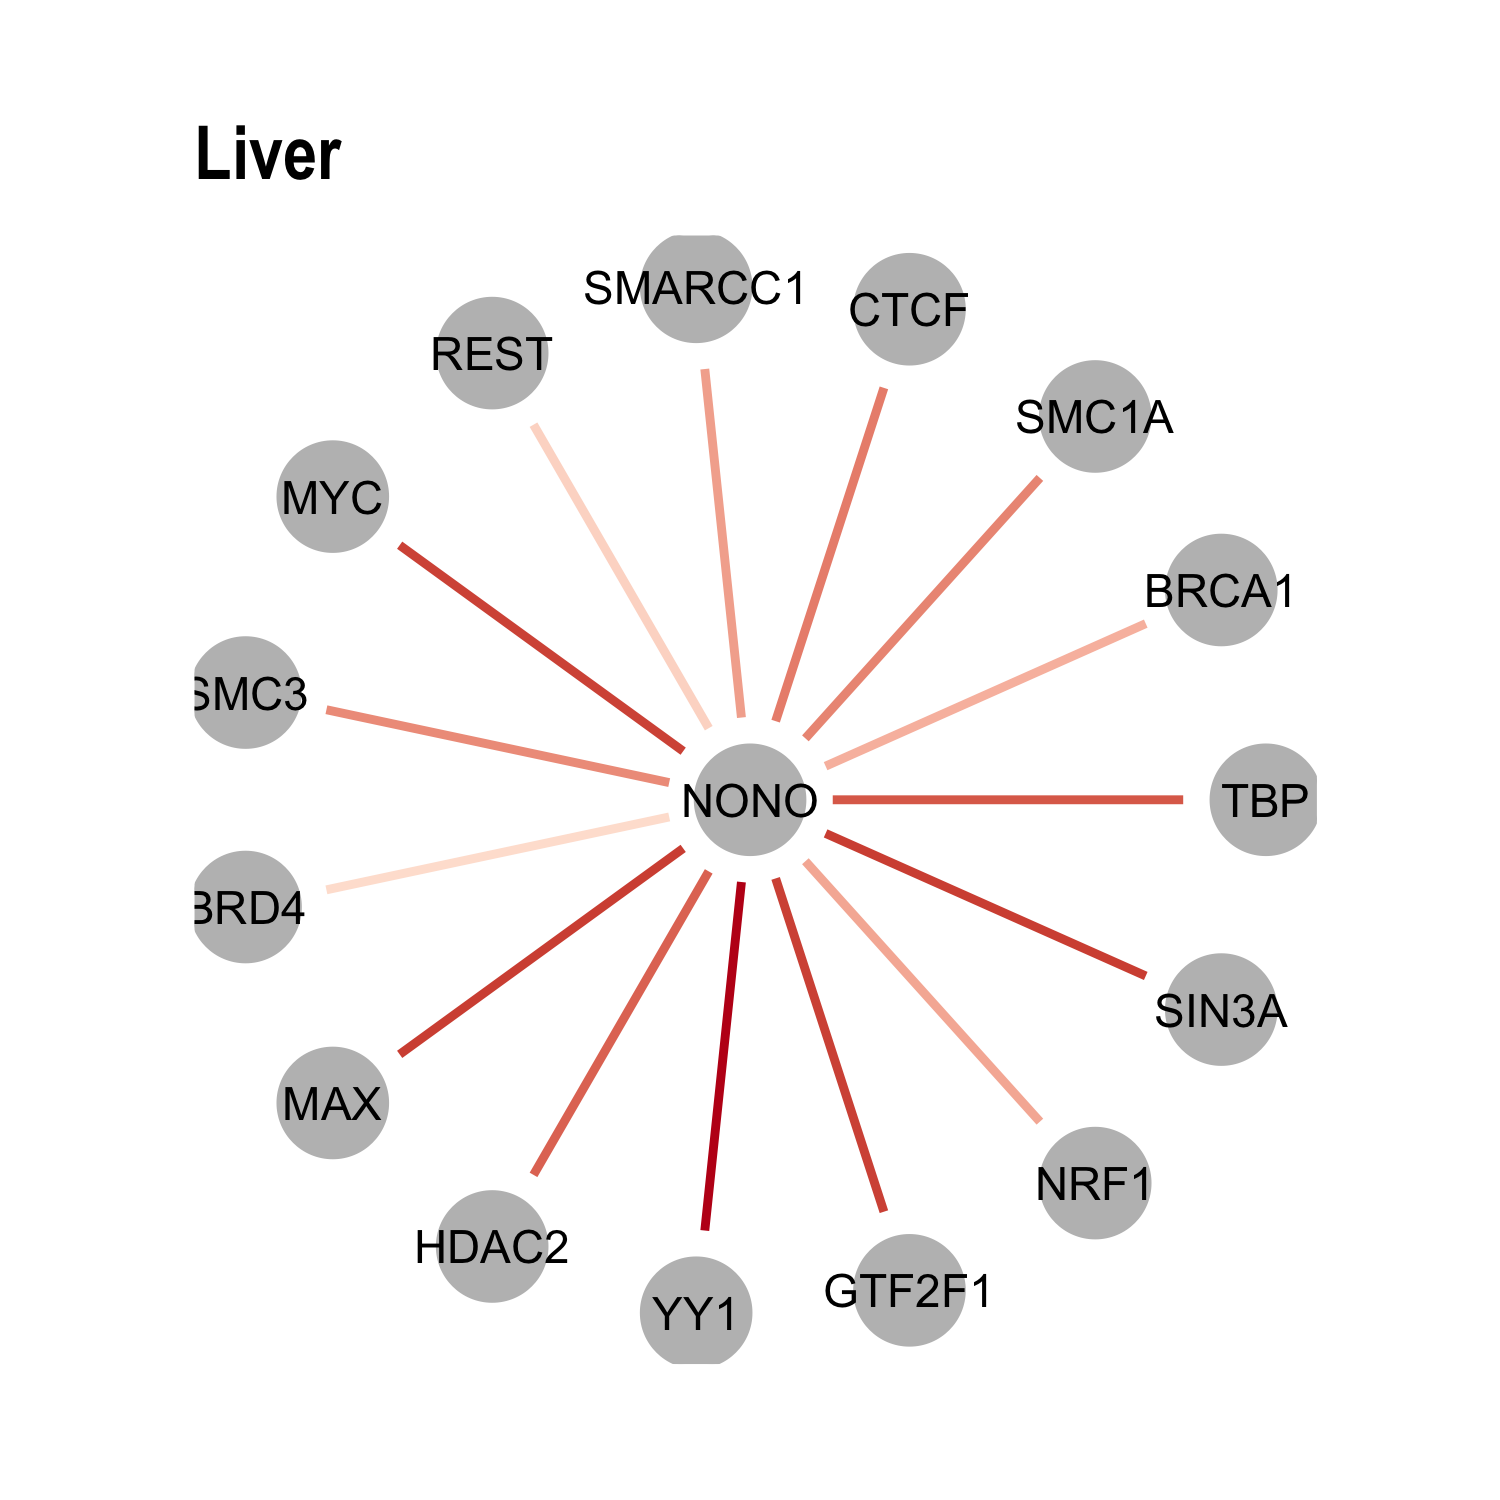 Liver
SMARCC1
CTCF
REST
SMC1A
MYC
BRCA1
SMC3
NONO
TBP
BRD4
SIN3A
MAX
NRF1
HDAC2
GTF2F1
YY1